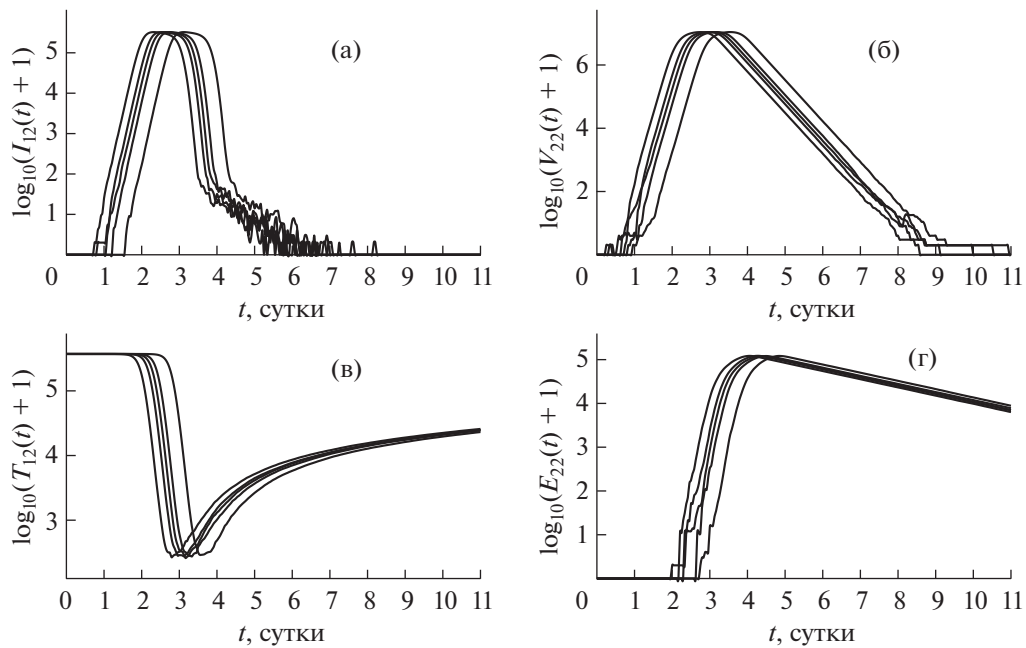 log₁₀(I₁₂(t) + 1)
5
4
3
2
1
(а)
0 1 2 3 4 5 6 7 8 9 10 11
t, сутки
log₁₀(V₂₂(t) + 1)
6
4
2
(б)
0 1 2 3 4 5 6 7 8 9 10 11
t, сутки
log₁₀(T₁₂(t) + 1)
5
4
3
(в)
0 1 2 3 4 5 6 7 8 9 10 11
t, сутки
log₁₀(E₂₂(t) + 1)
5
4
3
2
1
(г)
0 1 2 3 4 5 6 7 8 9 10 11
t, сутки